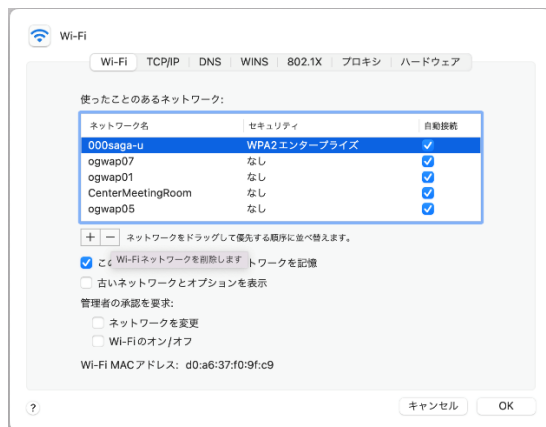 Wi-Fi
Wi-Fi TCP/IP DNS WINS 802.1X プロキシ ハードウェア
使ったことのあるネットワーク:
ネットワーク名 セキュリティ 自動接続
000saga-u WPA2エンタープライズ
ogwap07 なし
ogwap01 なし
CenterMeetingRoom なし
ogwap05 なし
+ − ネットワークをドラッグして優先する順序に並べ替えます。
こ Wi-Fiネットワークを削除します トワークを記憶
古いネットワークとオプションを表示
管理者の承認を要求:
ネットワークを変更
Wi-Fiのオン/オフ
Wi-Fi MACアドレス: d0:a6:37:f0:9f:c9
? キャンセル OK